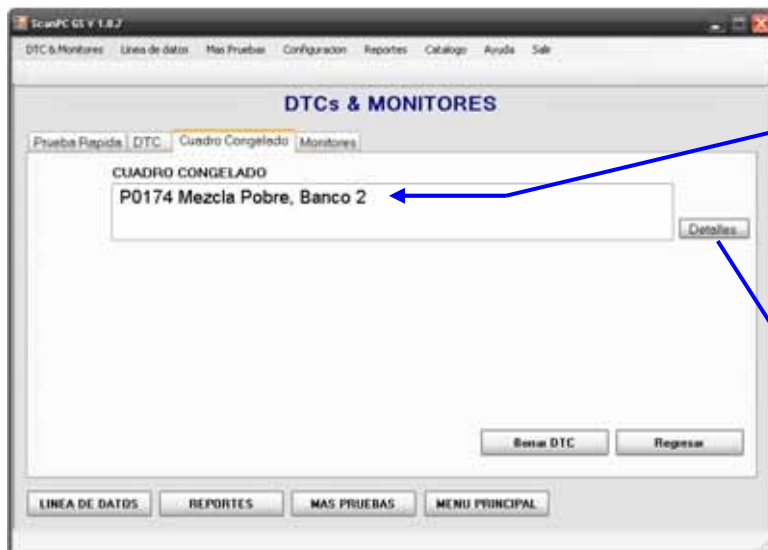 ScanPC GS V 1.0.7
DTC & Monitores Linea de datos Mas Pruebas Configuracion Reportes Catalogo Ayuda Salir
DTCs & MONITORES
Prueba Rapida DTC Cuadro Congelado Monitores
CUADRO CONGELADO
P0174 Mezcla Pobre, Banco 2
Detalles
Borrar DTC Regresar
LINEA DE DATOS REPORTES MAS PRUEBAS MENU PRINCIPAL